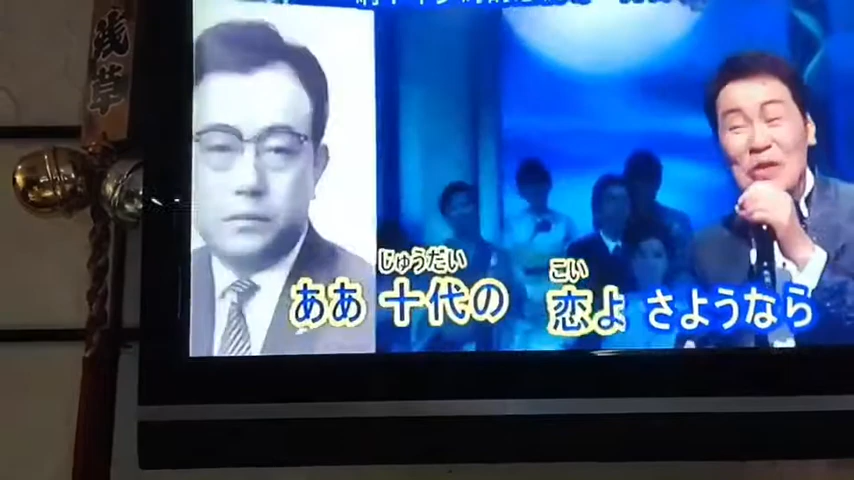 浅草
じゅうだい
こい
ああ 十代の 恋よ さようなら